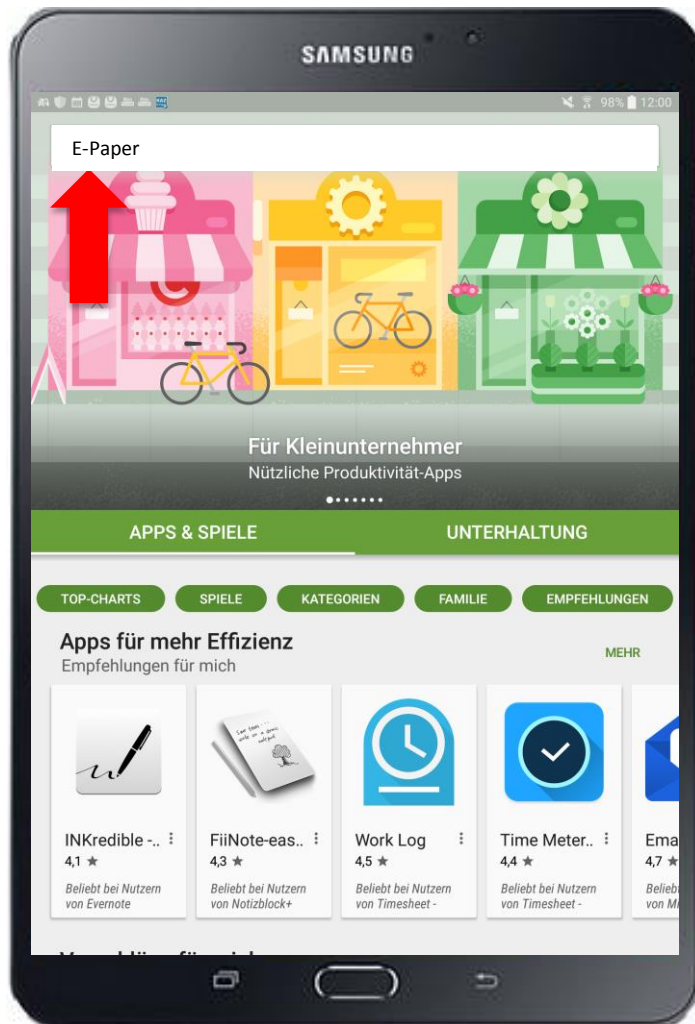 SAMSUNG
98% 12:00
E-Paper
Für Kleinunternehmer
Nützliche Produktivität-Apps
APPS & SPIELE UNTERHALTUNG
TOP-CHARTS SPIELE KATEGORIEN FAMILIE EMPFEHLUNGEN
Apps für mehr Effizienz
MEHR
Empfehlungen für mich
INKredible -.. FiiNote-eas.. Work Log Time Meter.. Ema
4,1 ★ 4,3 ★ 4,5 ★ 4,4 ★ 4,7 ★
Beliebt bei Nutzern Beliebt bei Nutzern Beliebt bei Nutzern Beliebt bei Nutzern Belieb
von Evernote von Notizblock+ von Timesheet - von Timesheet - von Mi